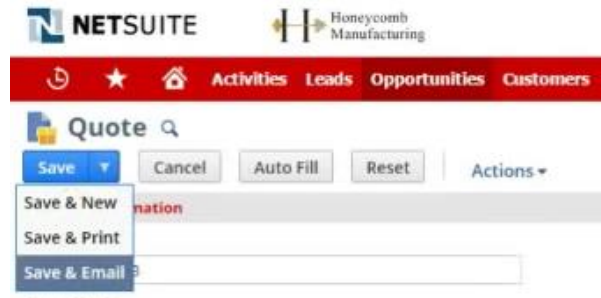 NETSUITE
Honeycomb
Manufacturing
Activities Leads Opportunities Customers
Quote
Save Cancel Auto Fill Reset Actions
Save & New
mation
Save & Print
Save & Email